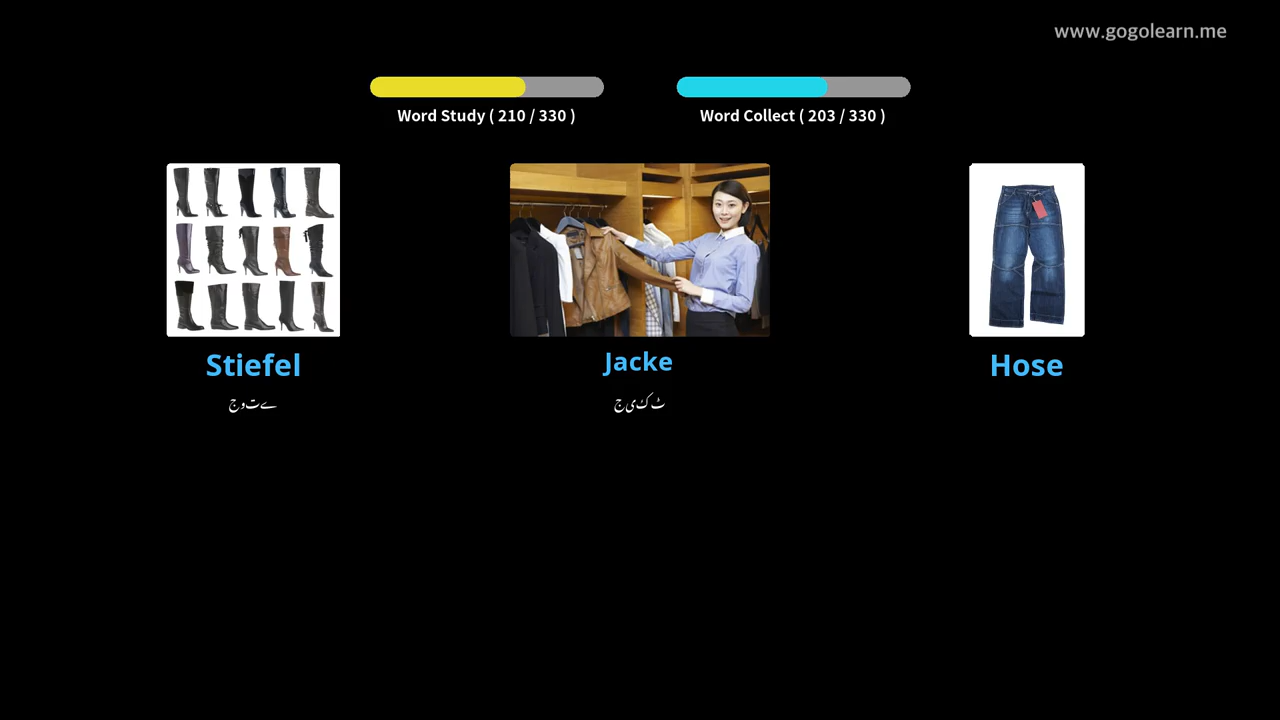 www.gogolearn.me
Word Study ( 210 / 330 )
Word Collect ( 203 / 330 )
Stiefel
Jacke
Hose
جوتے
جیکٹ